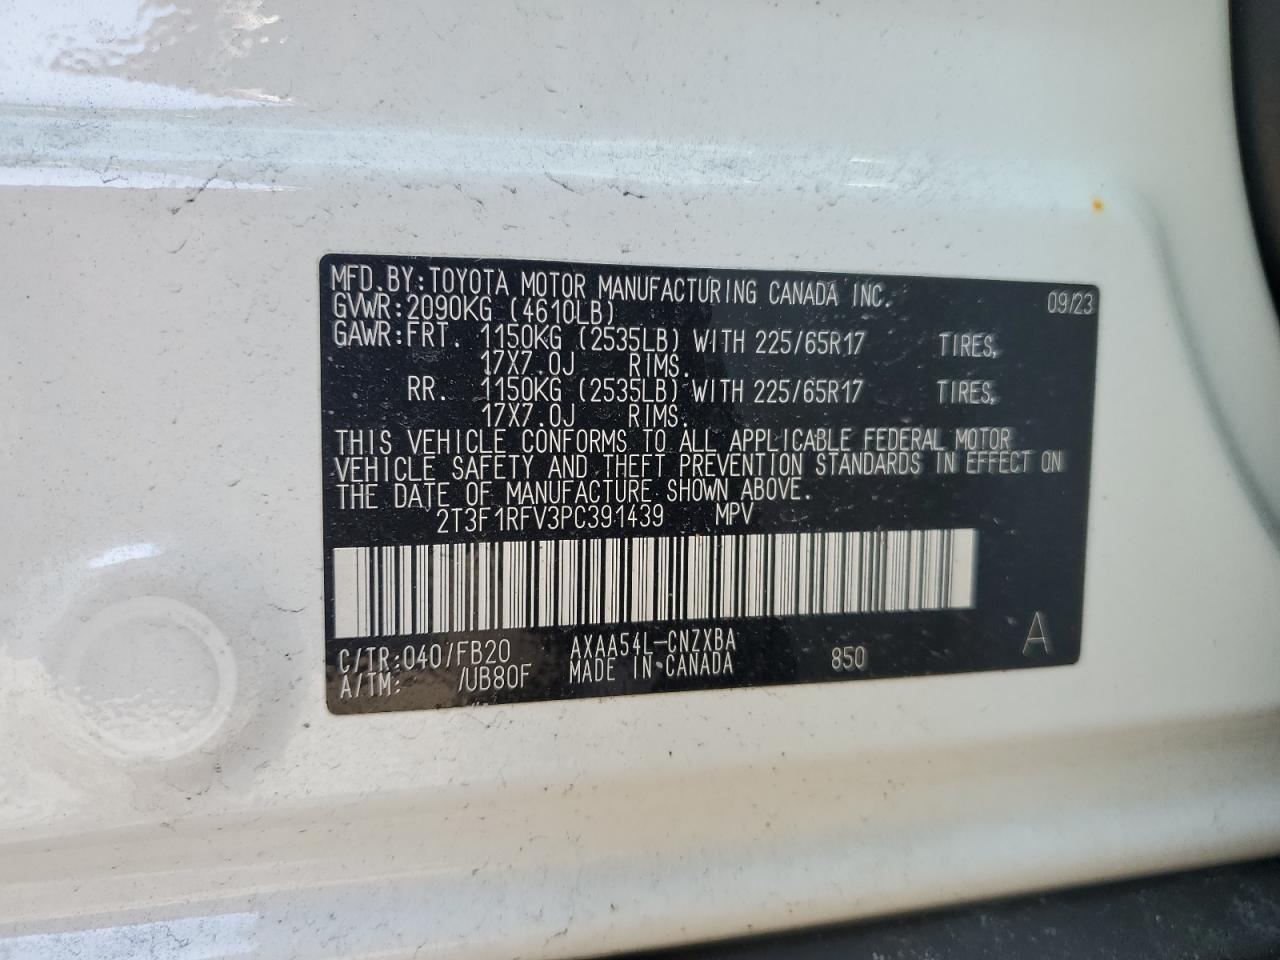 MFD.BY:TOYOTA MOTOR MANUFACTURING CANADA INC. 09/23
GVWR:2090KG (4610LB)
GAWR:FRT. 1150KG (2535LB) WITH 225/65R17 TIRES,
17X7.0J RIMS.
RR. 1150KG (2535LB) WITH 225/65R17 TIRES,
17X7.0J RIMS.
THIS VEHICLE CONFORMS TO ALL APPLICABLE FEDERAL MOTOR
VEHICLE SAFETY AND THEFT PREVENTION STANDARDS IN EFFECT ON
THE DATE OF MANUFACTURE SHOWN ABOVE.
2T3F1RFV3PC391439 MPV
C/TR:040/FB20 AXAA54L-CNZXBA 850 A
A/TM: /UB80F MADE IN CANADA